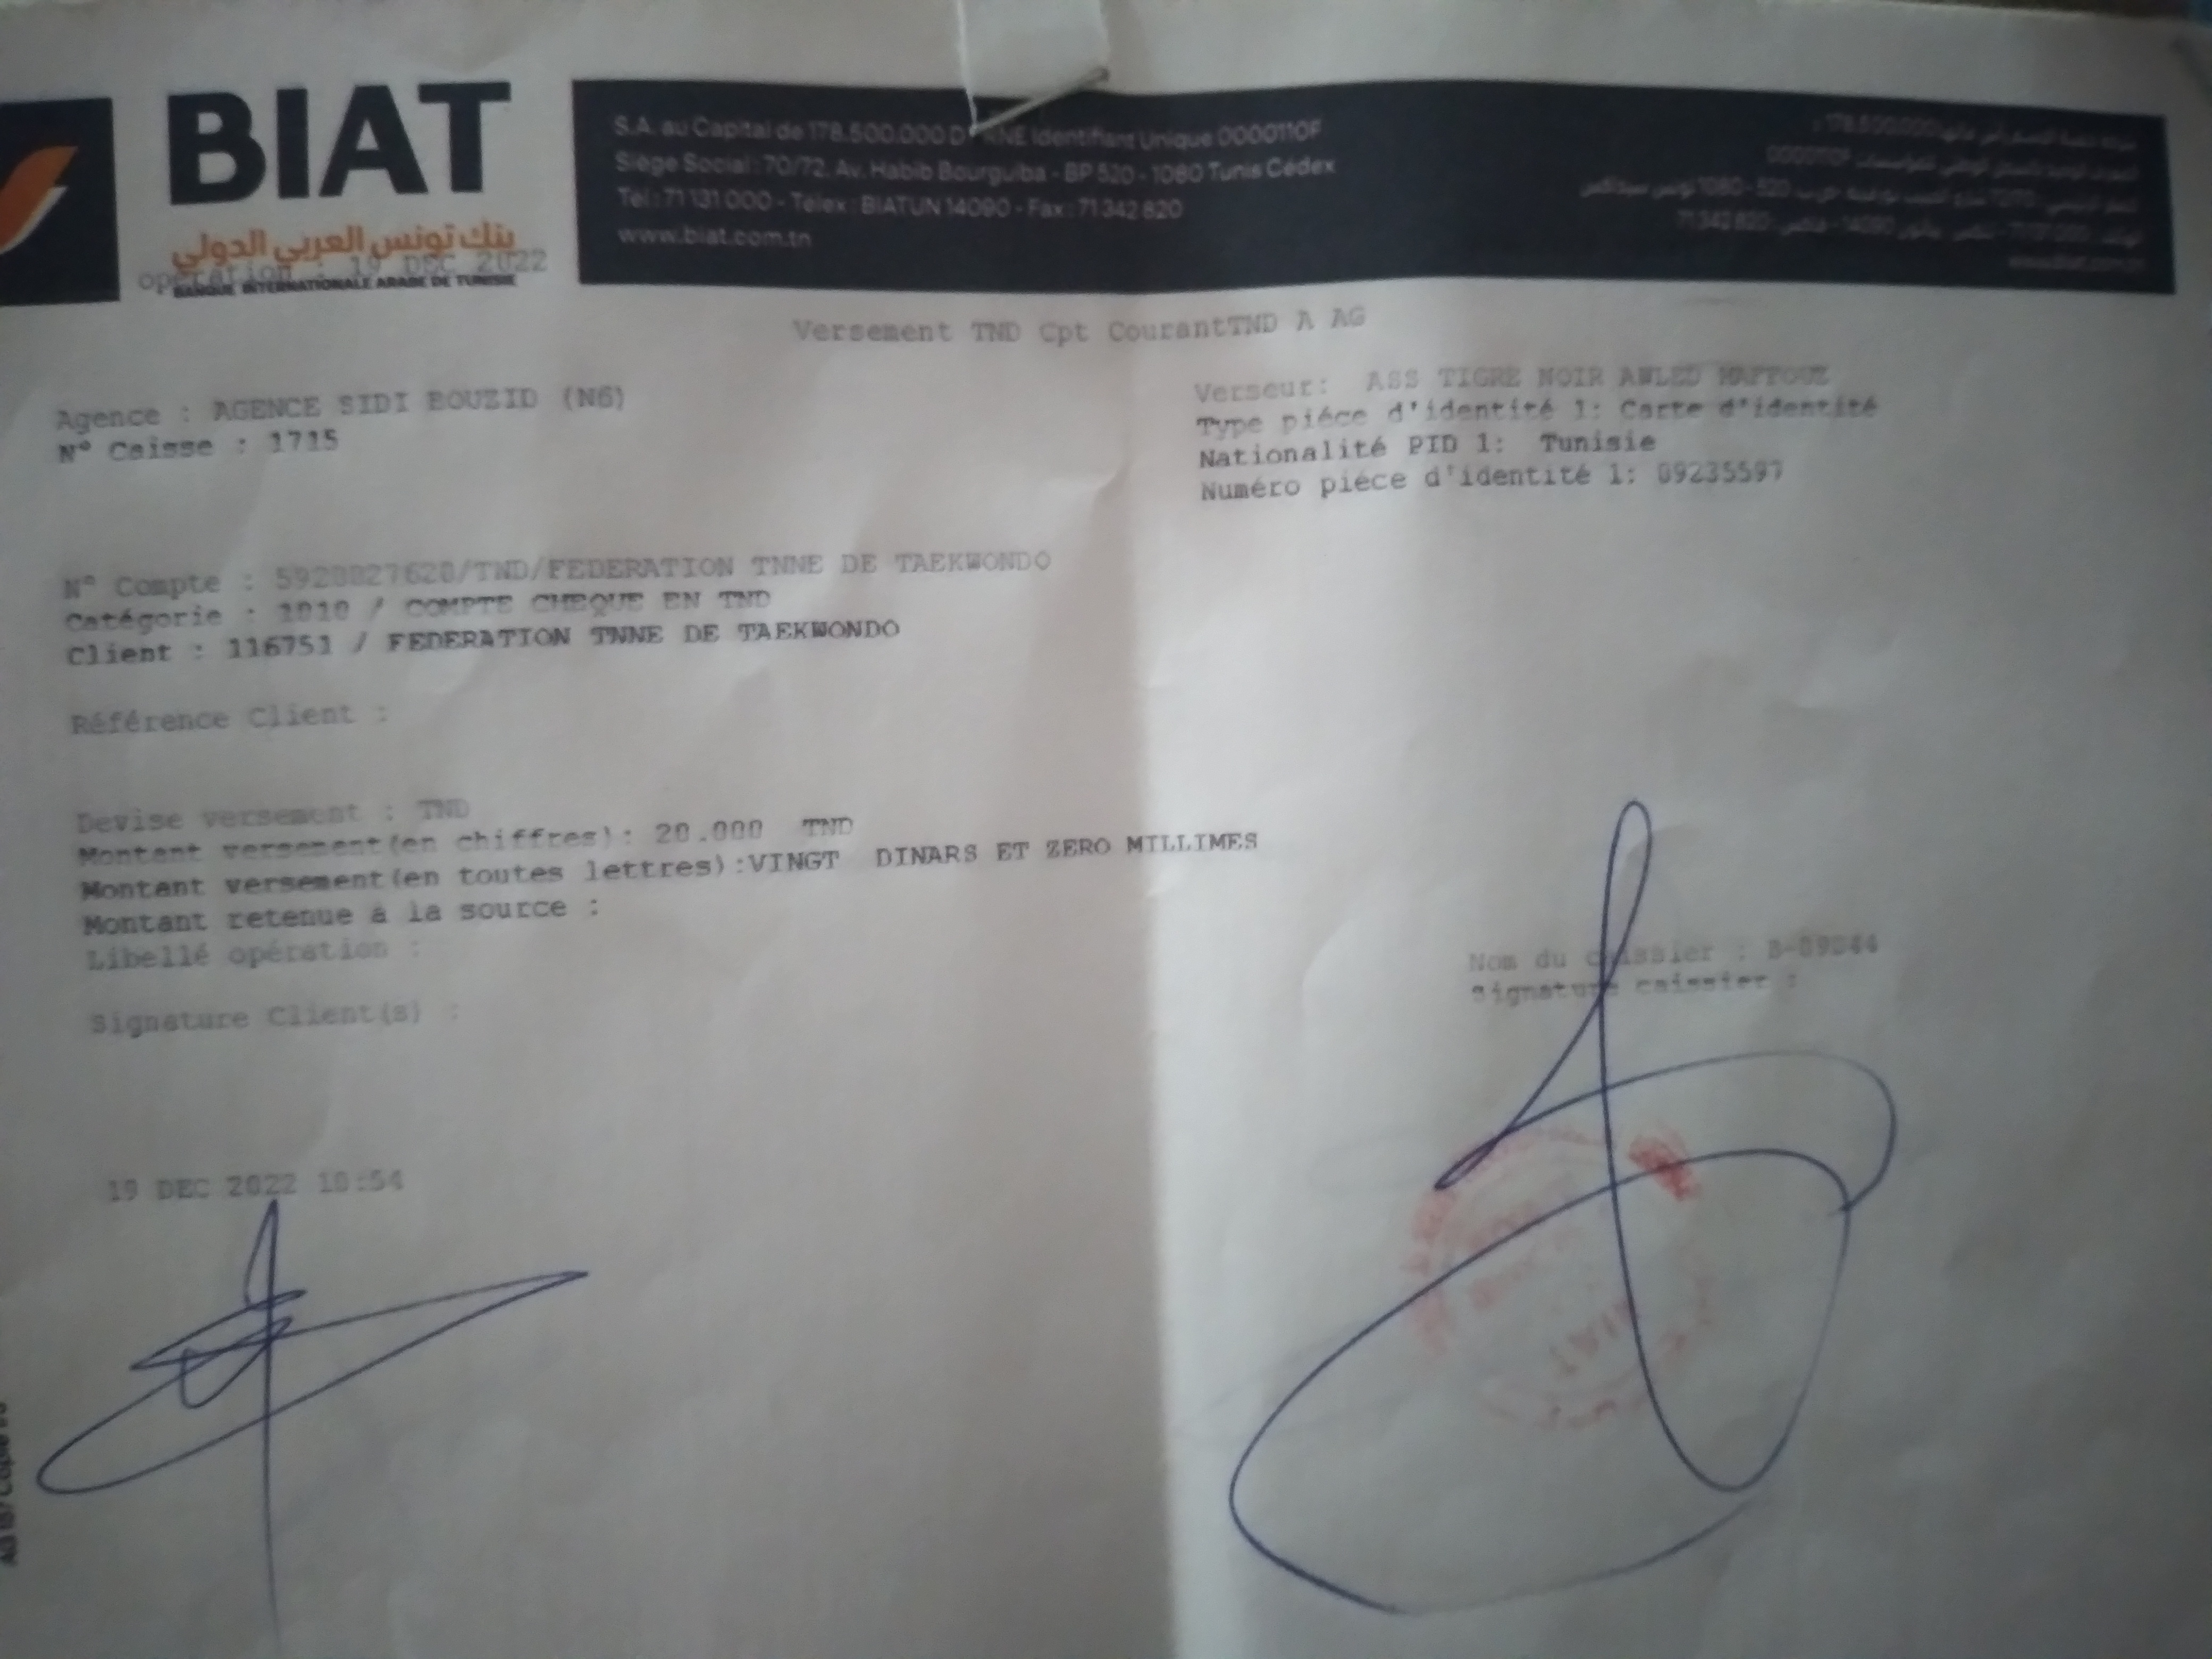 BIAT
بنك تونس العربي الدولي
BANQUE INTERNATIONALE ARABE DE TUNISIE
operation : 19 DEC 2022
S.A. au Capital de 178.500.000 D RNE Identifiant Unique 0000110F
Siège Social : 70/72, Av. Habib Bourguiba - BP 520 - 1080 Tunis Cédex
Tél : 71 131 000 - Télex : BIATUN 14090 - Fax : 71 342 820
www.biat.com.tn
Versement TND Cpt CourantTND A AG
Agence : AGENCE SIDI BOUZID (N6)
N° Caisse : 1715
Verseur: ASS TIGRE NOIR AWLED
Type piéce d'identité 1: Carte d'identité
Nationalité PID 1: Tunisie
Numéro piéce d'identité 1: 09235597
N° Compte : 5920027620/TND/FEDERATION TNNE DE TAEKWONDO
Catégorie : 1010 / COMPTE CHEQUE EN TND
Client : 116751 / FEDERATION TNNE DE TAEKWONDO
Référence Client :
Devise versement : TND
Montant versement(en chiffres): 20.000 TND
Montant versement(en toutes lettres):VINGT DINARS ET ZERO MILLIMES
Montant retenue à la source :
Libellé opération :
Nom du caissier : B-09044
Signature caissier :
Signature Client(s) :
19 DEC 2022 10:54